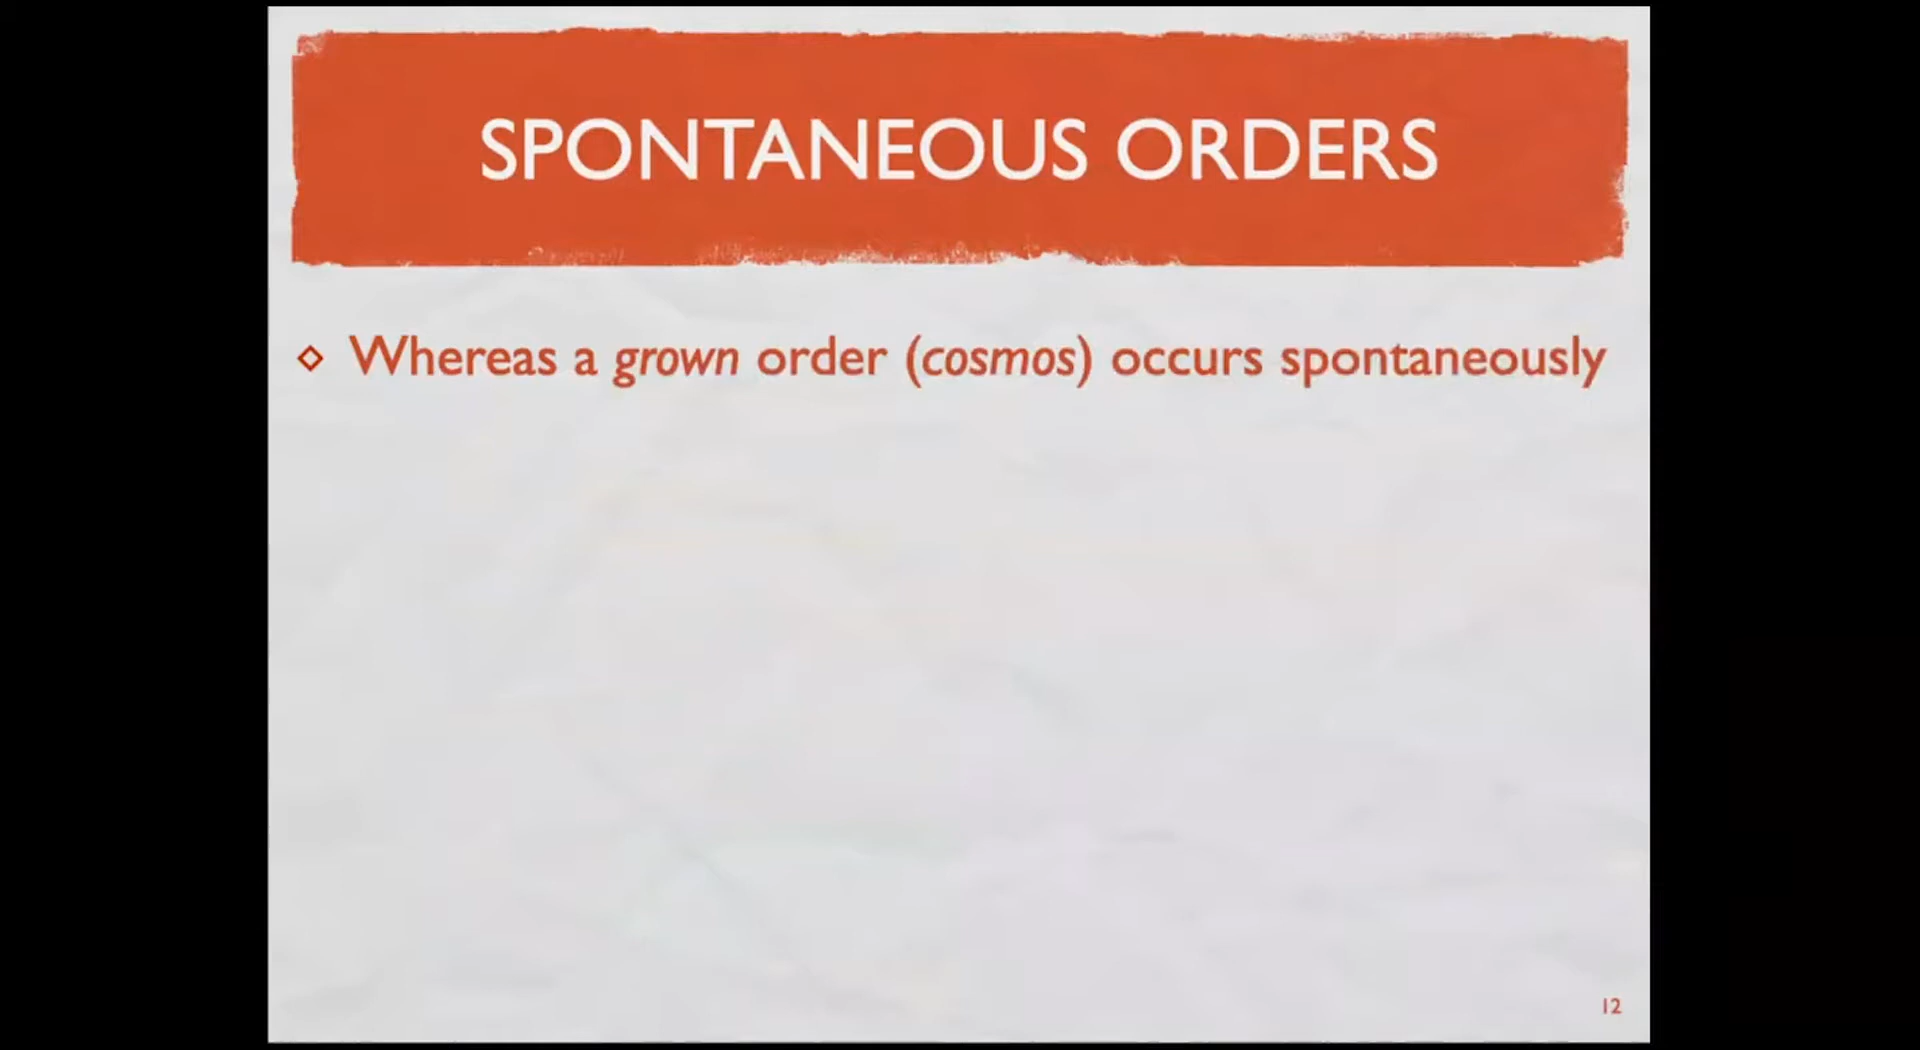 SPONTANEOUS ORDERS
Whereas a grown order (cosmos) occurs spontaneously
12